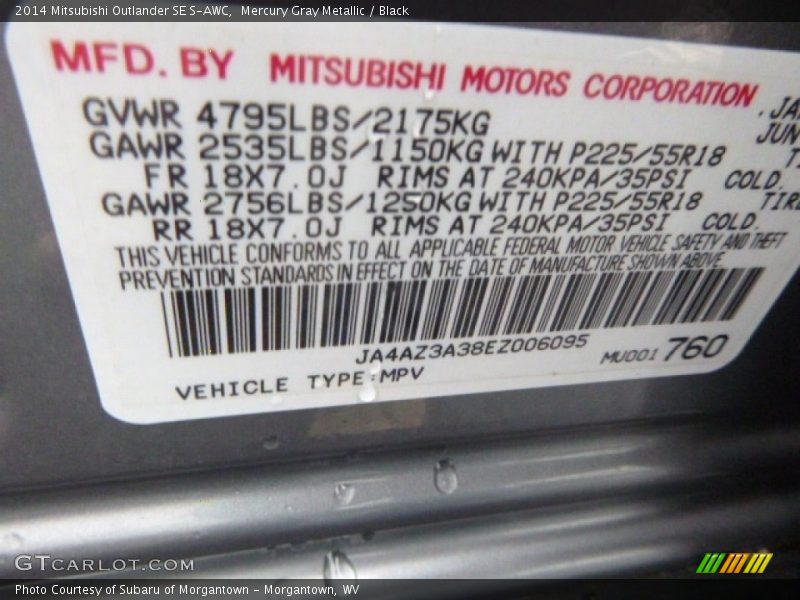 2014 Mitsubishi Outlander SE S-AWC, Mercury Gray Metallic / Black
MFD. BY MITSUBISHI MOTORS CORPORATION
GVWR 4795LBS/2175KG
GAWR 2535LBS/1150KG WITH P225/55R18
FR 18X7.0J RIMS AT 240KPA/35PSI COLD.
GAWR 2756LBS/1250KG WITH P225/55R18
RR 18X7.0J RIMS AT 240KPA/35PSI COLD.
THIS VEHICLE CONFORMS TO ALL APPLICABLE FEDERAL MOTOR VEHICLE SAFETY AND THEFT
PREVENTION STANDARDS IN EFFECT ON THE DATE OF MANUFACTURE SHOWN ABOVE.
JA4AZ3A38EZ006095
MU001 760
VEHICLE TYPE:MPV
GTCARLOT.COM
Photo Courtesy of Subaru of Morgantown - Morgantown, WV